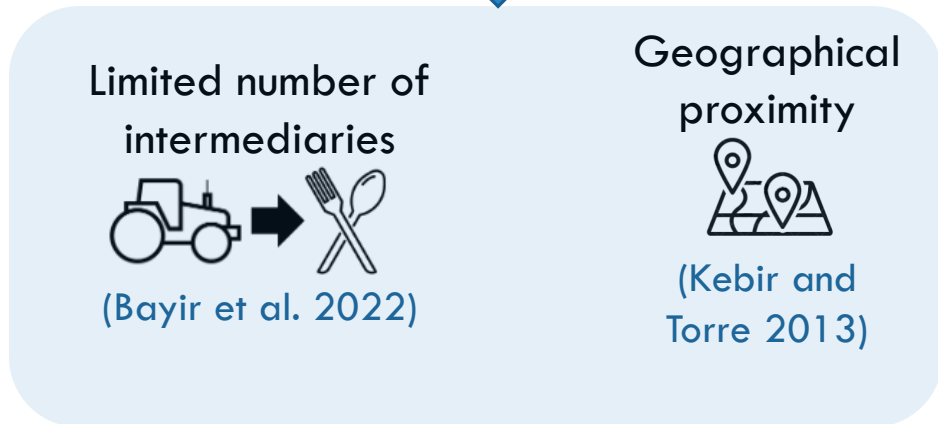 Limited number of
intermediaries
(Bayir et al. 2022)
Geographical
proximity
(Kebir and
Torre 2013)